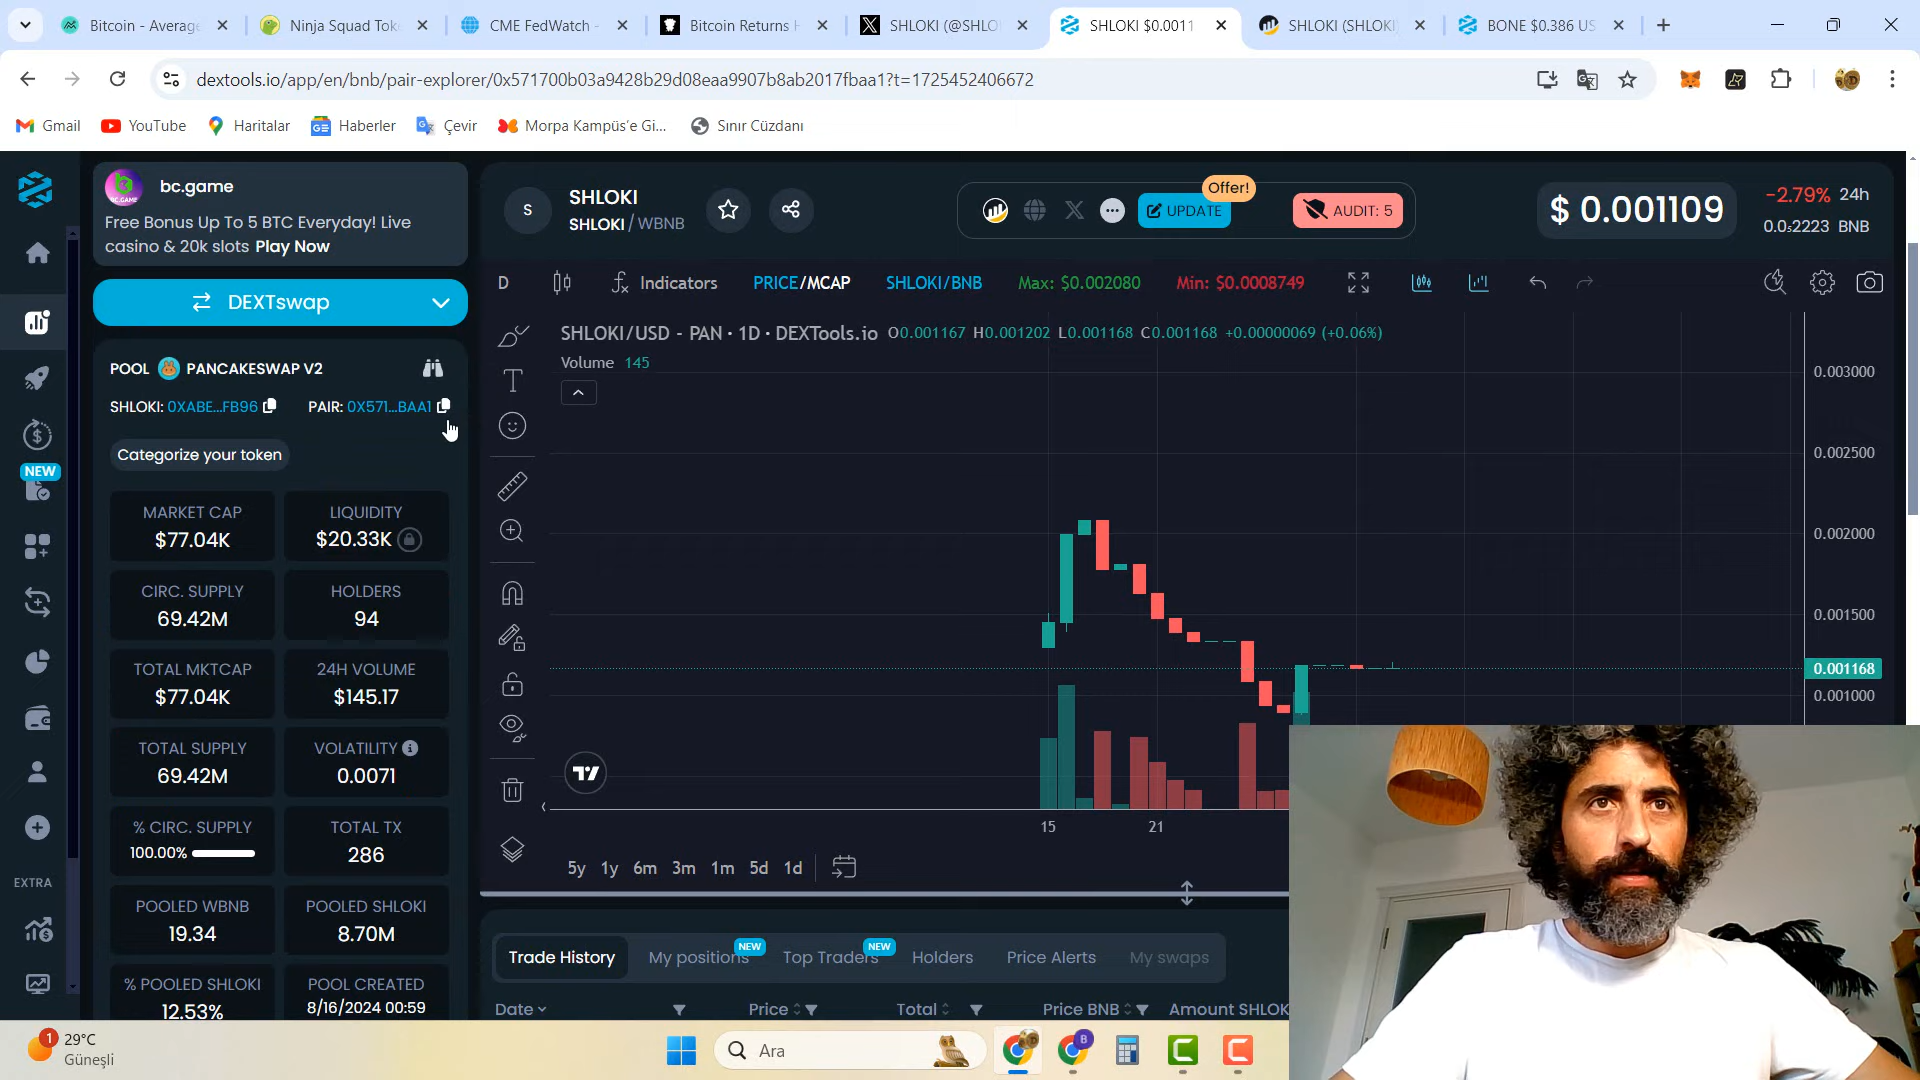 Bitcoin - Average
Ninja Squad Tok
CME FedWatch -
Bitcoin Returns H
SHLOKI (@SHLO
SHLOKI $0.0011
SHLOKI (SHLOKI
BONE $0.386 US
dextools.io/app/en/bnb/pair-explorer/0x571700b03a9428b29d08eaa9907b8ab2017fbaa1?t=1725452406672
Gmail
YouTube
Haritalar
Haberler
Çevir
Morpa Kampüs'e Gi...
Sınır Cüzdanı
bc.game
Free Bonus Up To 5 BTC Everyday! Live
casino & 20k slots Play Now
S
SHLOKI
SHLOKI / WBNB
Offer!
UPDATE
AUDIT: 5
$ 0.001109
-2.79% 24h
0.0₅2223 BNB
DEXTswap
D
Indicators
PRICE/MCAP
SHLOKI/BNB
Max: $0.002080
Min: $0.0008749
SHLOKI/USD - PAN · 1D · DEXTools.io O0.001167 H0.001202 L0.001168 C0.001168 +0.00000069 (+0.06%)
Volume 145
POOL PANCAKESWAP V2
SHLOKI: 0XABE...FB96
PAIR: 0X571...BAA1
Categorize your token
NEW
MARKET CAP
$77.04K
LIQUIDITY
$20.33K
CIRC. SUPPLY
69.42M
HOLDERS
94
TOTAL MKTCAP
$77.04K
24H VOLUME
$145.17
TOTAL SUPPLY
69.42M
VOLATILITY
0.0071
% CIRC. SUPPLY
100.00%
TOTAL TX
286
POOLED WBNB
19.34
POOLED SHLOKI
8.70M
% POOLED SHLOKI
12.53%
POOL CREATED
8/16/2024 00:59
EXTRA
0.003000
0.002500
0.002000
0.001500
0.001168
0.001000
15
21
5y 1y 6m 3m 1m 5d 1d
Trade History
My positions
NEW
Top Traders
NEW
Holders
Price Alerts
My swaps
Date
Price
Total
Price BNB
Amount SHLOK
1
29°C
Güneşli
Ara
B